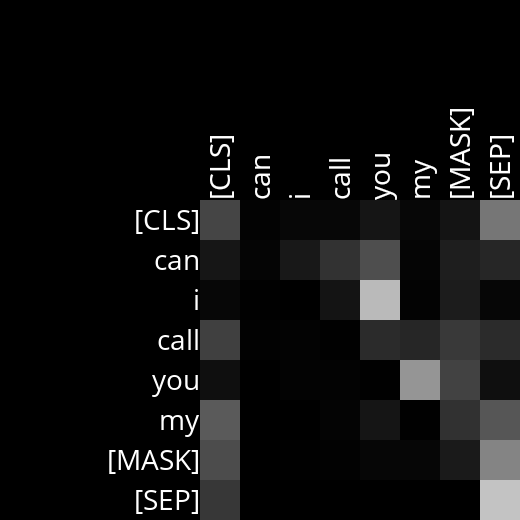 [CLS] can i call you my [MASK] [SEP]
[CLS]
can
i
call
you
my
[MASK]
[SEP]